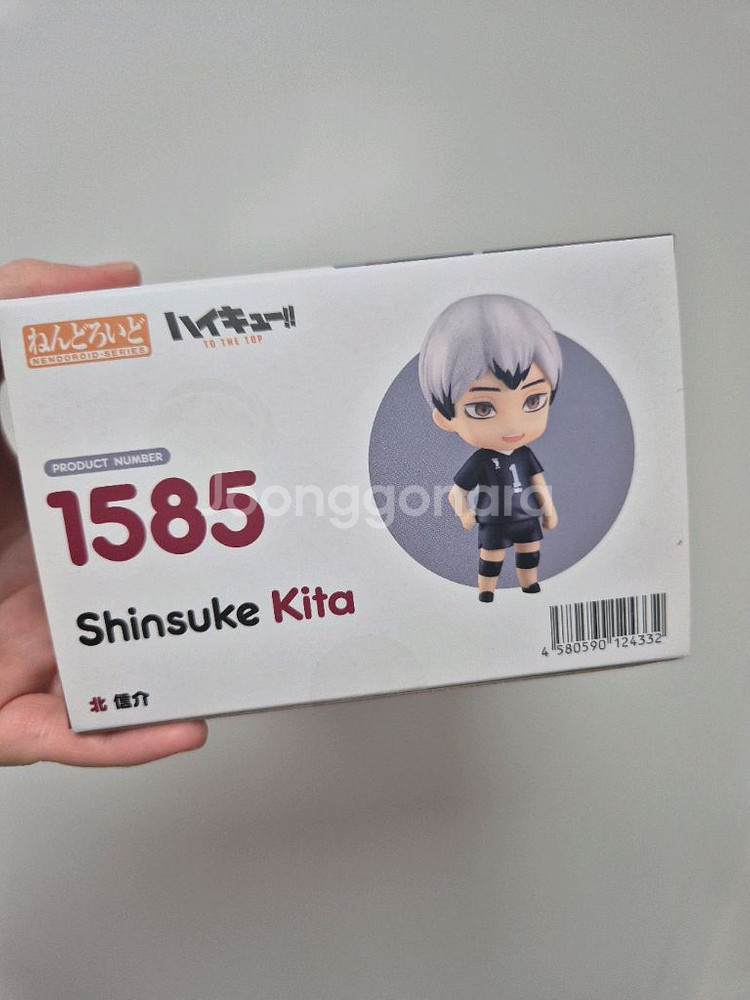 ねんどろいど
NENDOROID-SERIES
ハイキュー!!
TO THE TOP
PRODUCT NUMBER
1585
Joonggonara
1
Shinsuke Kita
4 580590 124332
北 信介